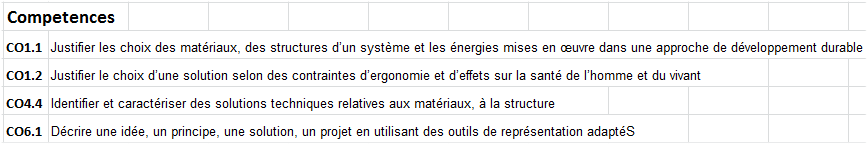 Competences
CO1.1 Justifier les choix des matériaux, des structures d’un système et les énergies mises en œuvre dans une approche de développement durable
CO1.2 Justifier le choix d’une solution selon des contraintes d’ergonomie et d’effets sur la santé de l’homme et du vivant
CO4.4 Identifier et caractériser des solutions techniques relatives aux matériaux, à la structure
CO6.1 Décrire une idée, un principe, une solution, un projet en utilisant des outils de représentation adaptéS